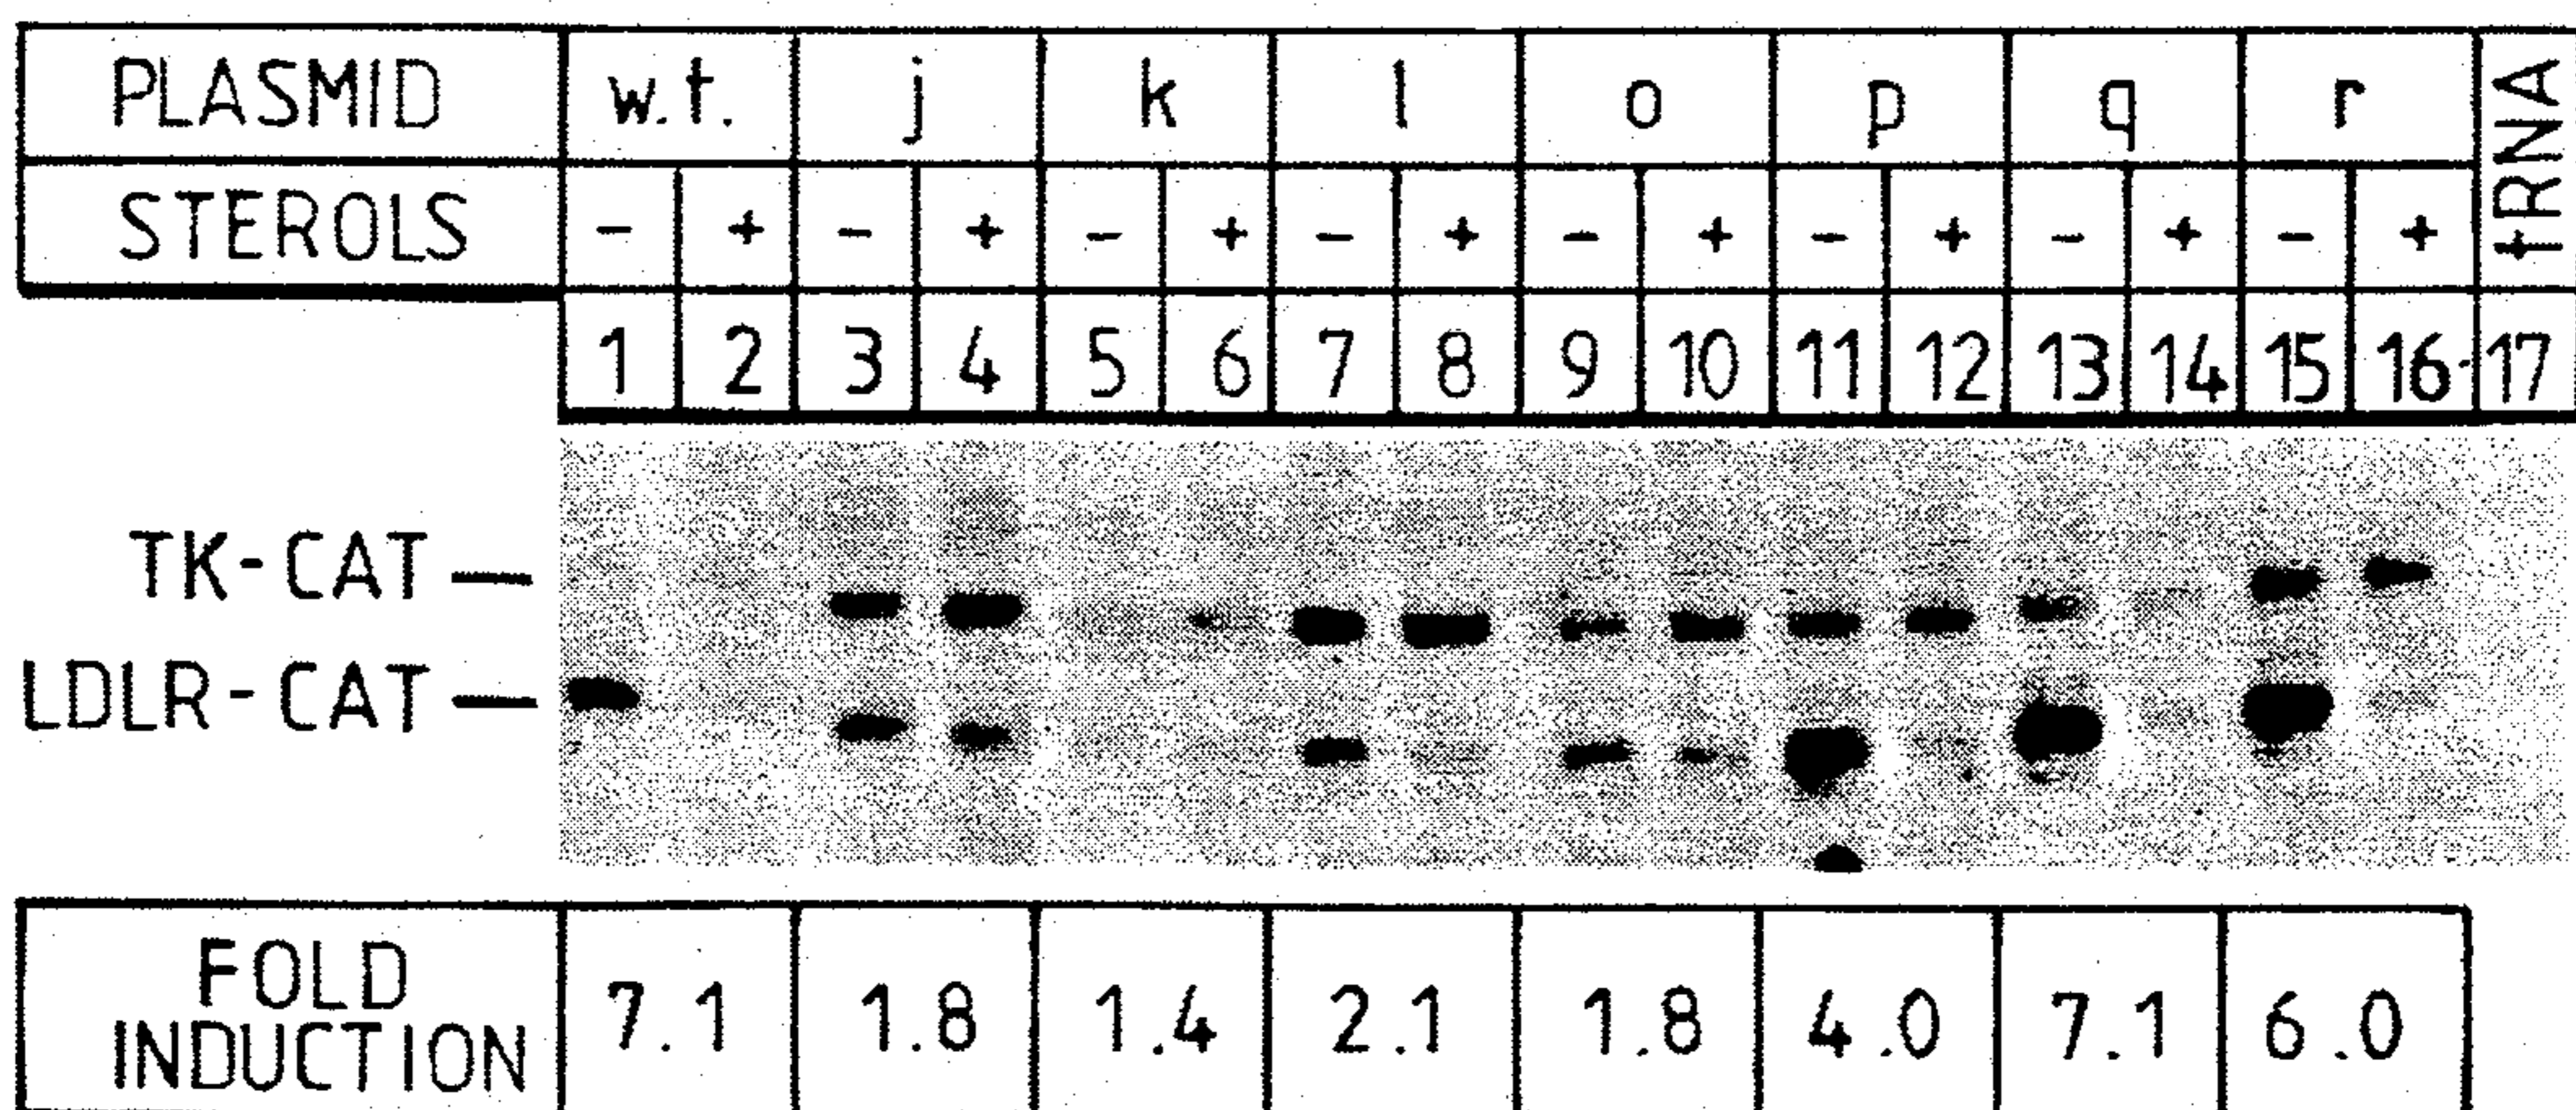 PLASMID w.t. j k l o p q r tRNA
STEROLS - + - + - + - + - + - + - + - +
1 2 3 4 5 6 7 8 9 10 11 12 13 14 15 16 17
TK-CAT
LDLR-CAT
FOLD INDUCTION 7.1 1.8 1.4 2.1 1.8 4.0 7.1 6.0